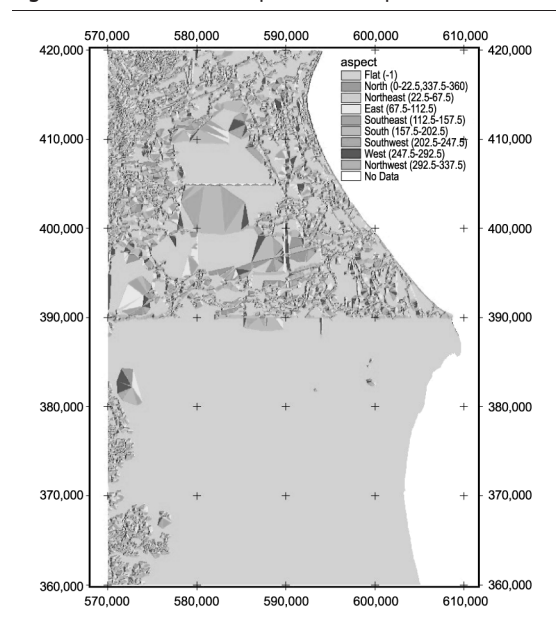 570,000 580,000 590,000 600,000 610,000
420,000 420,000
aspect
Flat (-1)
North (0-22.5,337.5-360)
Northeast (22.5-67.5)
East (67.5-112.5)
Southeast (112.5-157.5)
South (157.5-202.5)
Southwest (202.5-247.5)
West (247.5-292.5)
Northwest (292.5-337.5)
No Data
410,000 410,000
400,000 400,000
390,000 390,000
380,000 380,000
370,000 370,000
360,000 360,000
570,000 580,000 590,000 600,000 610,000